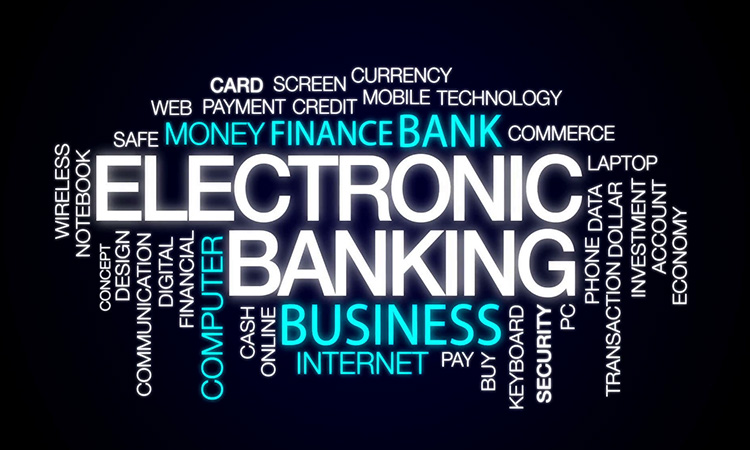 CARD SCREEN CURRENCY
WEB PAYMENT CREDIT MOBILE TECHNOLOGY
SAFE MONEY FINANCE BANK COMMERCE
WIRELESS
NOTEBOOK
ELECTRONIC
LAPTOP
BANKING
CONCEPT
DESIGN
COMMUNICATION
DIGITAL
FINANCIAL
COMPUTER
CASH
ONLINE
BUSINESS
INTERNET
PAY
BUY
KEYBOARD
SECURITY
PC
PHONE DATA
TRANSACTION DOLLAR
INVESTMENT
ACCOUNT
ECONOMY